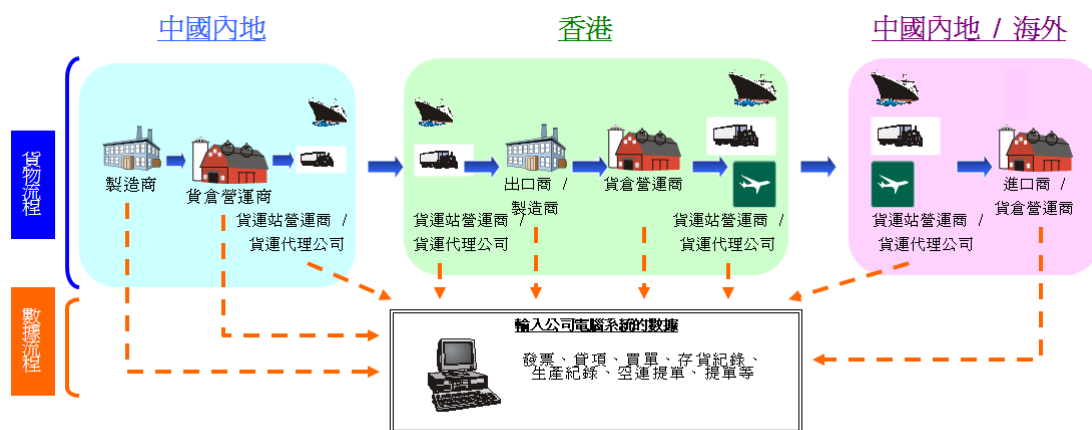 中國內地
香港
中國內地 / 海外
貨物流程
製造商
貨倉營運商
貨運站營運商 /
貨運代理公司
貨運站營運商 /
貨運代理公司
出口商 /
製造商
貨倉營運商
貨運站營運商 /
貨運代理公司
貨運站營運商 /
貨運代理公司
進口商 /
貨倉營運商
數據流程
輸入公司電腦系統的數據
發票、貸項、買單、存貨紀錄、
生產紀錄、空運提單、提單等